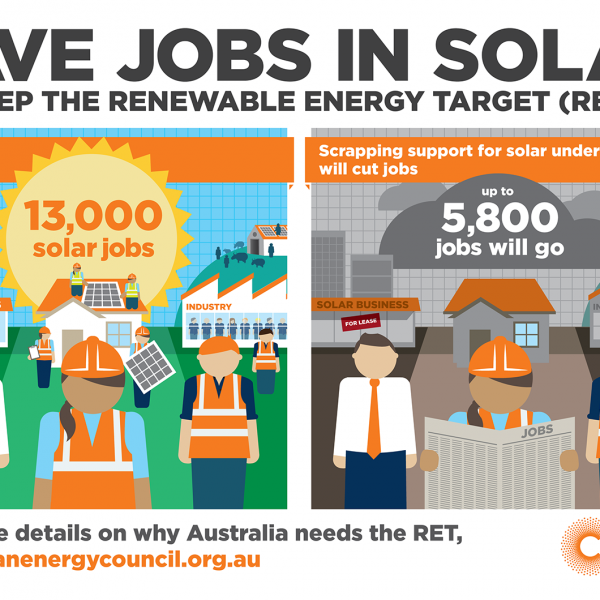 AVE JOBS IN SOLA
EP THE RENEWABLE ENERGY TARGET (RE
13,000
solar jobs
INDUSTRY
Scrapping support for solar under
will cut jobs
up to
5,800
jobs will go
SOLAR BUSINESS
FOR LEASE
IN
JOBS
e details on why Australia needs the RET,
anenergycouncil.org.au